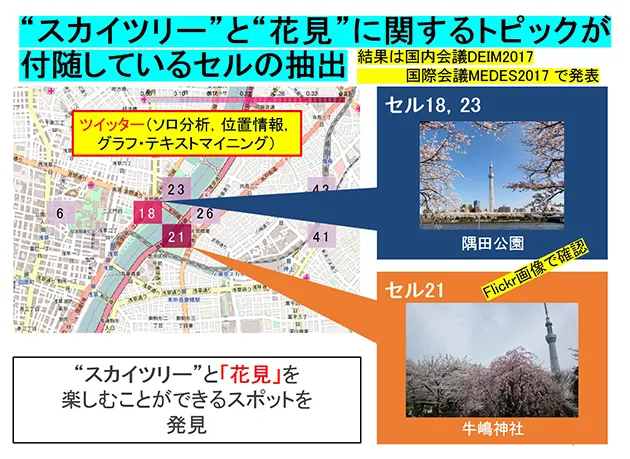 “スカイツリー”と“花見”に関するトピックが
付随しているセルの抽出
結果は国内会議DEIM2017
国際会議MEDES2017 で発表
ツイッター（ソロ分析, 位置情報,
グラフ・テキストマイニング）
23
43
6
18
26
21
41
本所吾妻橋
セル18, 23
隅田公園
Flickr画像で確認
セル21
牛嶋神社
“スカイツリー”と「花見」を
楽しむことができるスポットを
発見